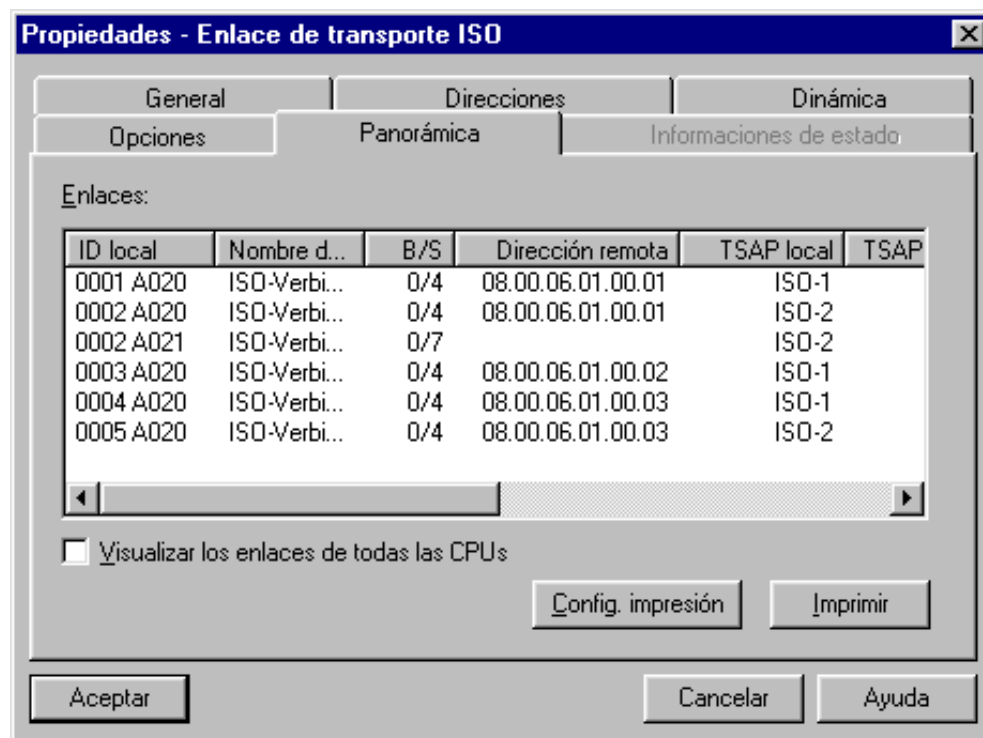 Propiedades - Enlace de transporte ISO
General Direcciones Dinámica
Opciones Panorámica Informaciones de estado
Enlaces:
ID local Nombre d... B/S Dirección remota TSAP local TSAP
0001 A020 ISO-Verbi... 0/4 08.00.06.01.00.01 ISO-1
0002 A020 ISO-Verbi... 0/4 08.00.06.01.00.01 ISO-2
0002 A021 ISO-Verbi... 0/7 ISO-2
0003 A020 ISO-Verbi... 0/4 08.00.06.01.00.02 ISO-1
0004 A020 ISO-Verbi... 0/4 08.00.06.01.00.03 ISO-1
0005 A020 ISO-Verbi... 0/4 08.00.06.01.00.03 ISO-2
Visualizar los enlaces de todas las CPUs
Config. impresión Imprimir
Aceptar Cancelar Ayuda